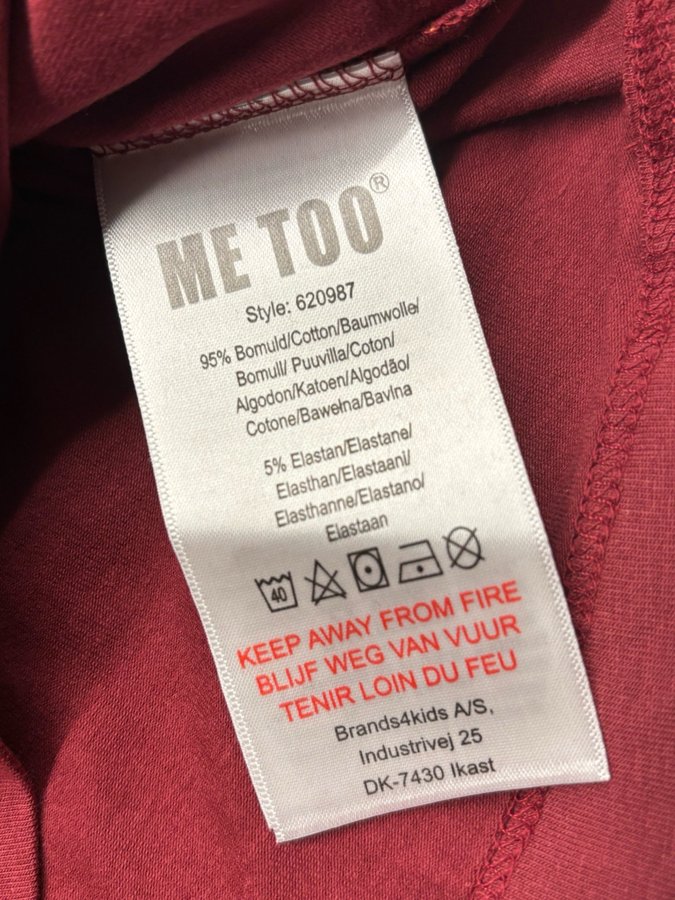 ME TOO®
Style: 620987
95% Bomuld/Cotton/Baumwolle/
Bomull/ Puuvilla/Coton/
Algodon/Katoen/Algodão/
Cotone/Bawełna/Bavlna
5% Elastan/Elastane/
Elasthan/Elastaani/
Elasthanne/Elastano/
Elastaan
40
KEEP AWAY FROM FIRE
BLIJF WEG VAN VUUR
TENIR LOIN DU FEU
Brands4kids A/S,
Industrivej 25
DK-7430 Ikast